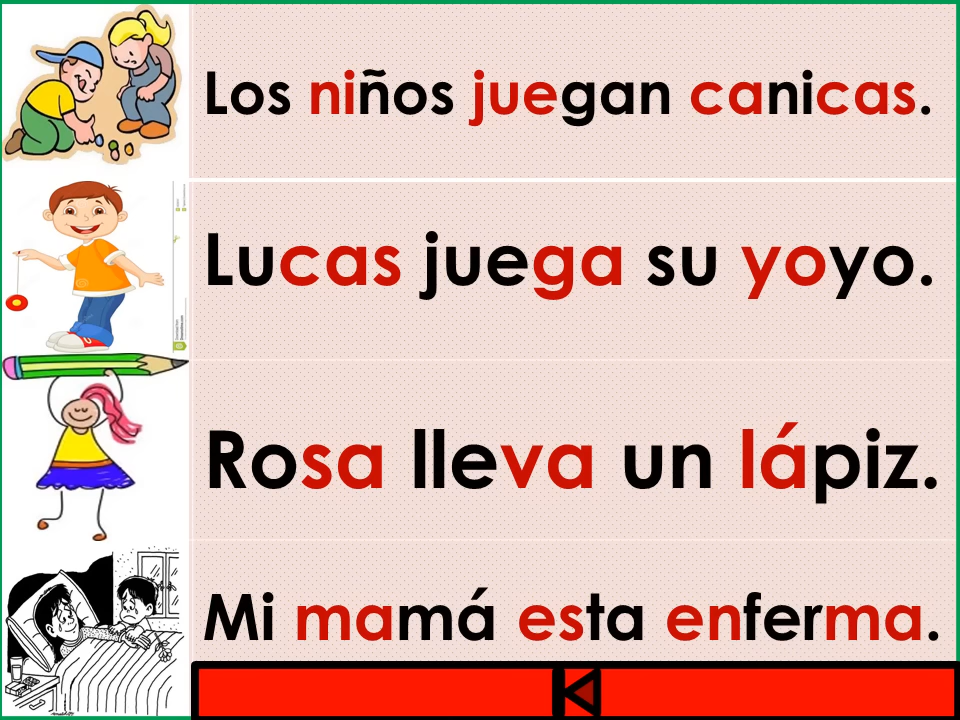 Los niños juegan canicas.
Lucas juega su yoyo.
Rosa lleva un lápiz.
Mi mamá esta enferma.